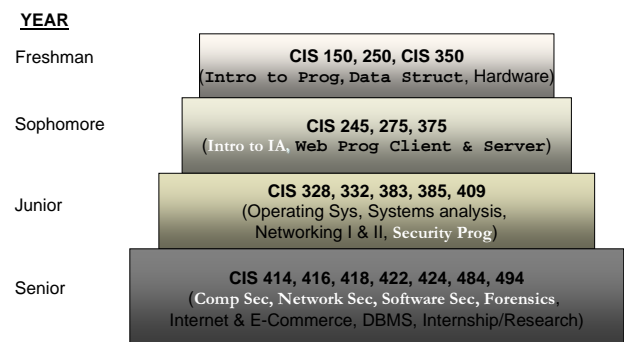 YEAR
Freshman
CIS 150, 250, CIS 350
(Intro to Prog, Data Struct, Hardware)
Sophomore
CIS 245, 275, 375
(Intro to IA, Web Prog Client & Server)
Junior
CIS 328, 332, 383, 385, 409
(Operating Sys, Systems analysis,
Networking I & II, Security Prog)
Senior
CIS 414, 416, 418, 422, 424, 484, 494
(Comp Sec, Network Sec, Software Sec, Forensics,
Internet & E-Commerce, DBMS, Internship/Research)